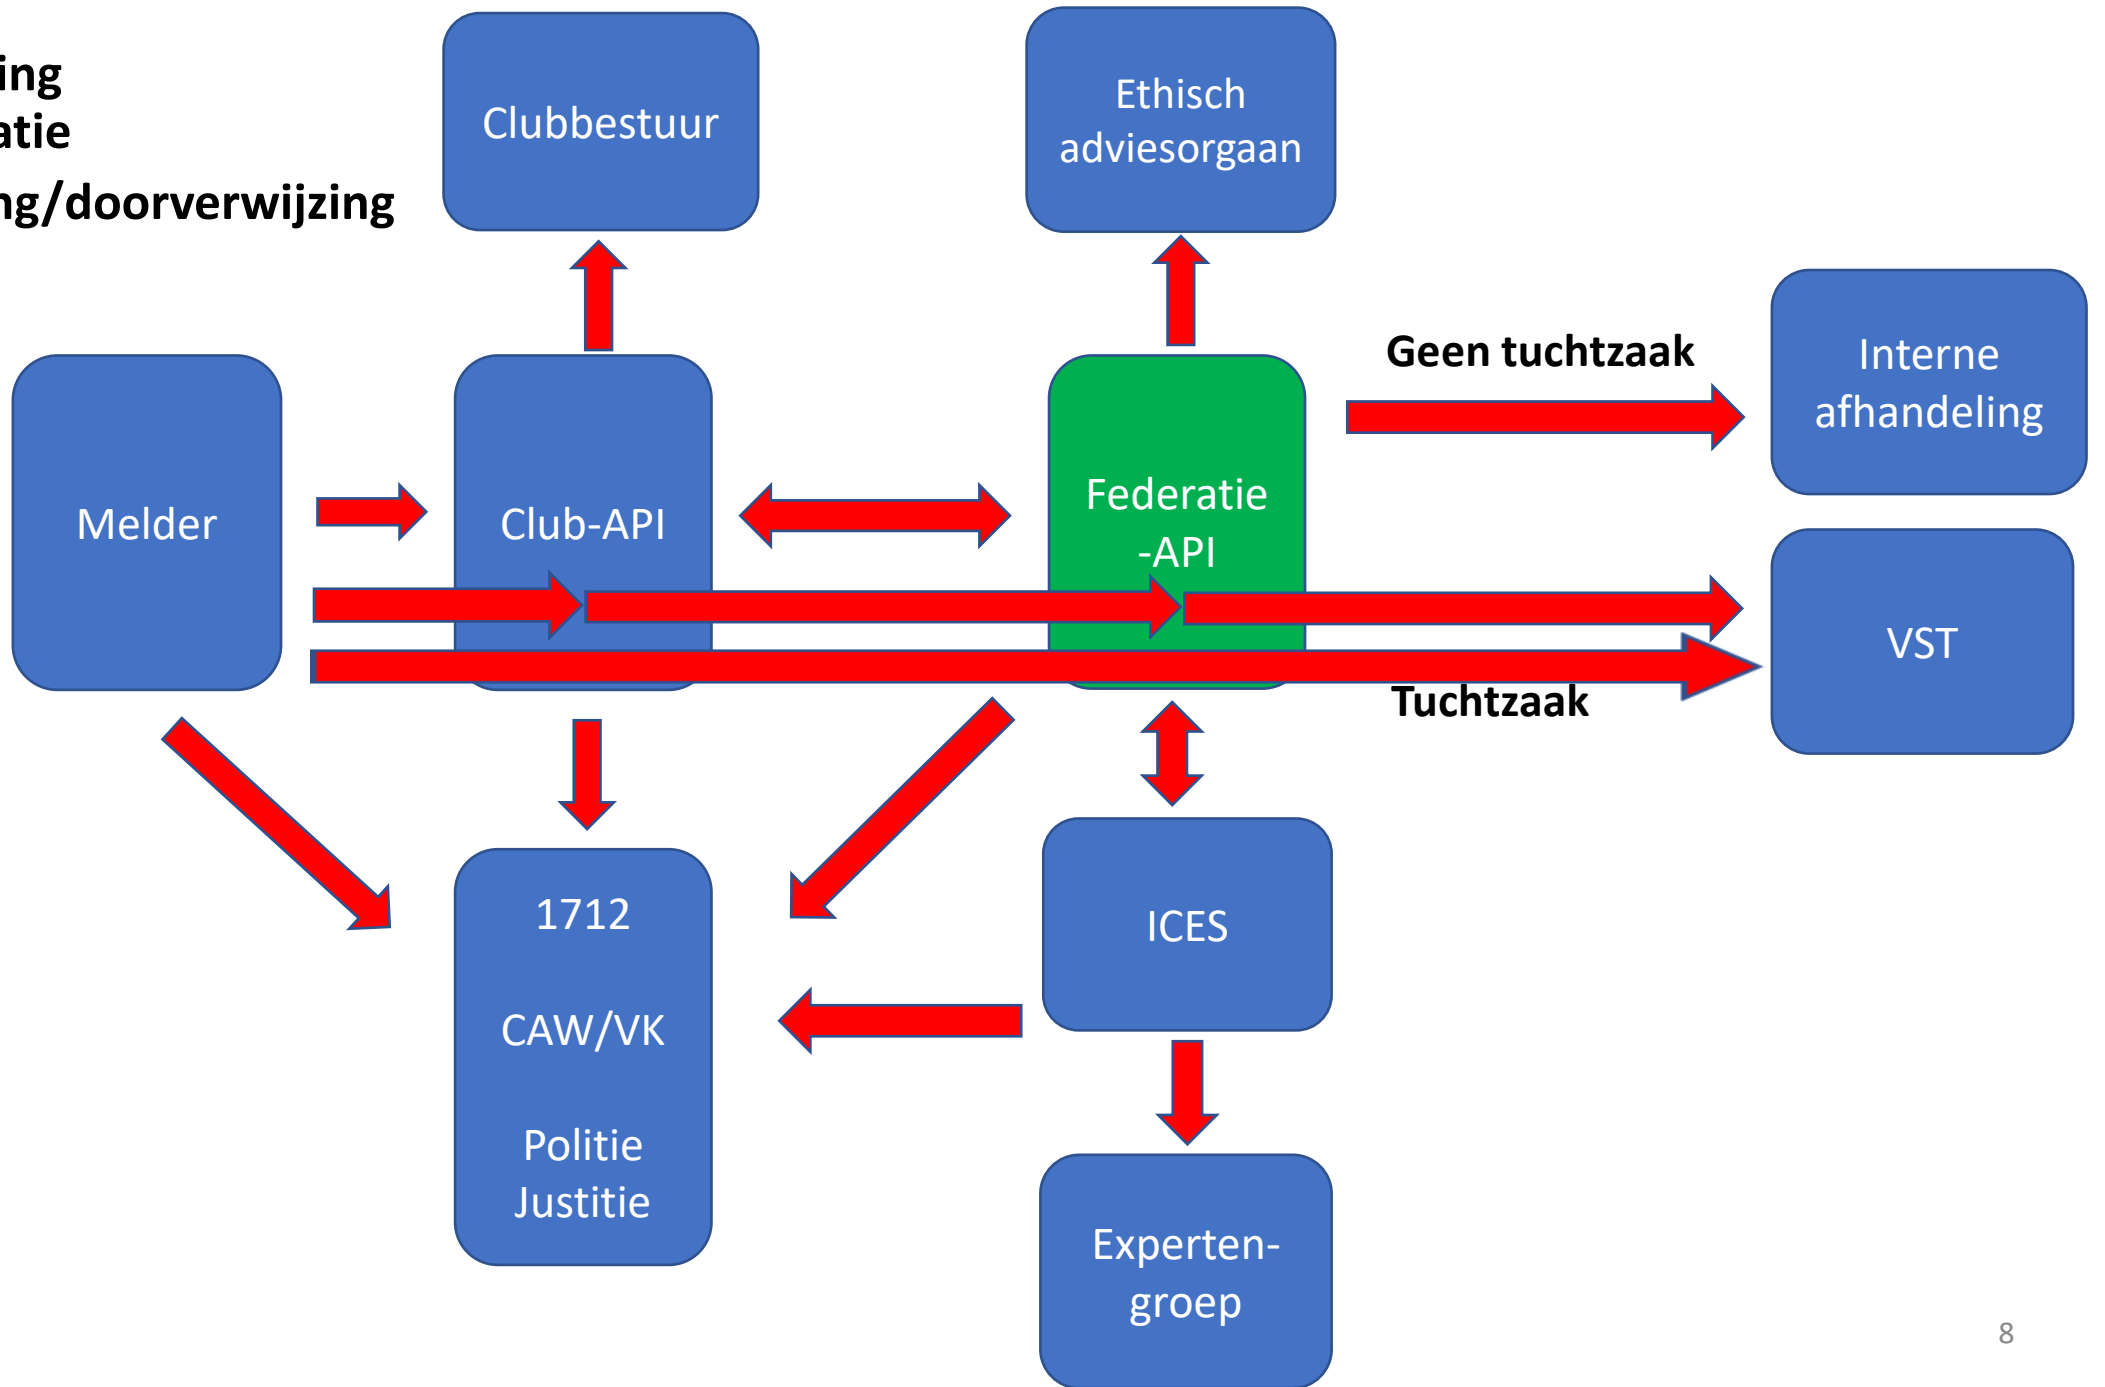 ing
atie
ng/doorverwijzing
Clubbestuur
Ethisch
adviesorgaan
Geen tuchtzaak
Interne
afhandeling
Melder
Club-API
Federatie
-API
VST
Tuchtzaak
1712
CAW/VK
Politie
Justitie
ICES
Experten-
groep
8